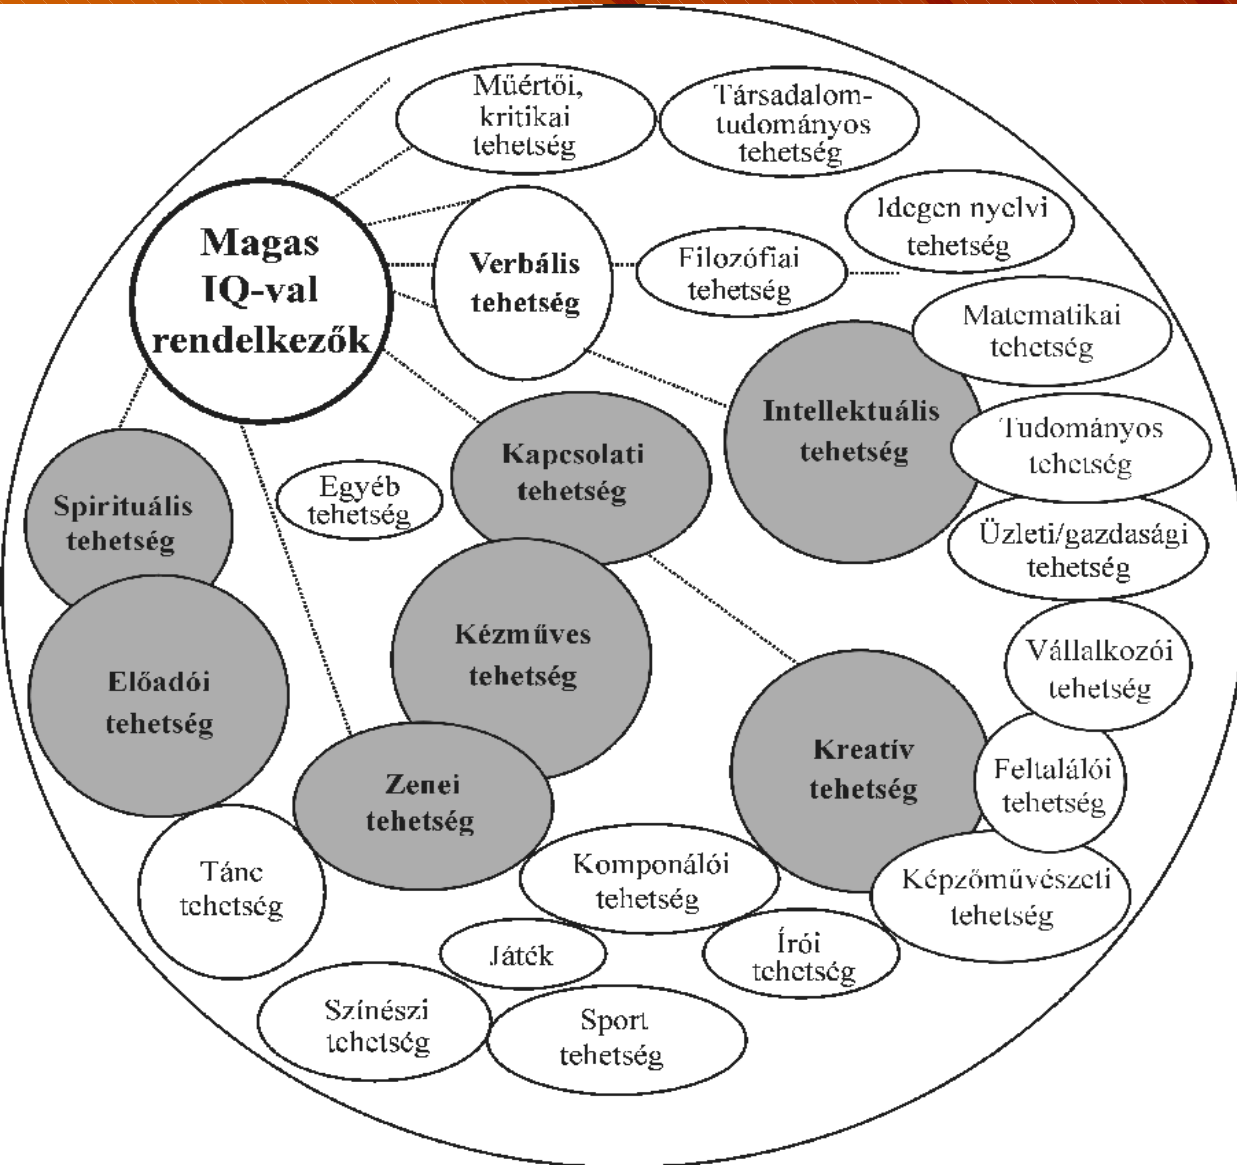 Műértői,
kritikai
tehetség
Társadalom-
tudományos
tehetség
Idegen nyelvi
tehetség
Magas
IQ-val
rendelkezők
Verbális
tehetség
Filozófiai
tehetség
Matematikai
tehetség
Intellektuális
tehetség
Tudományos
tehetség
Kapcsolati
tehetség
Egyéb
tehetség
Spirituális
tehetség
Üzleti/gazdasági
tehetség
Kézműves
tehetség
Vállalkozói
tehetség
Előadói
tehetség
Kreatív
tehetség
Feltalálói
tehetség
Zenei
tehetség
Tánc
tehetség
Komponálói
tehetség
Képzőművészeti
tehetség
Játék
Írói
tehetség
Színészi
tehetség
Sport
tehetség